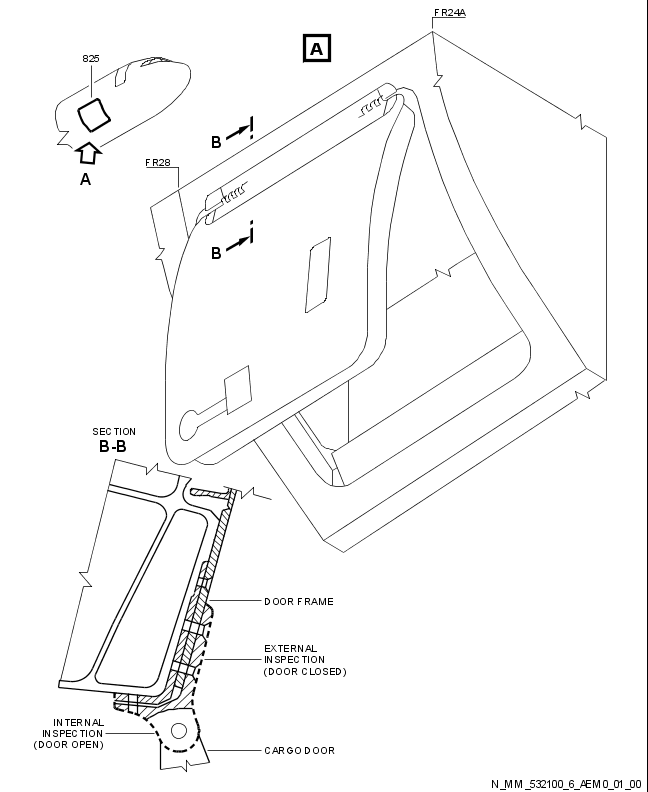 FR24A
A
825
B
FR28
A
B
SECTION
B-B
DOOR FRAME
EXTERNAL
INSPECTION
(DOOR CLOSED)
INTERNAL
INSPECTION
(DOOR OPEN)
CARGO DOOR
N_MM_532100_6_AEM0_01_00